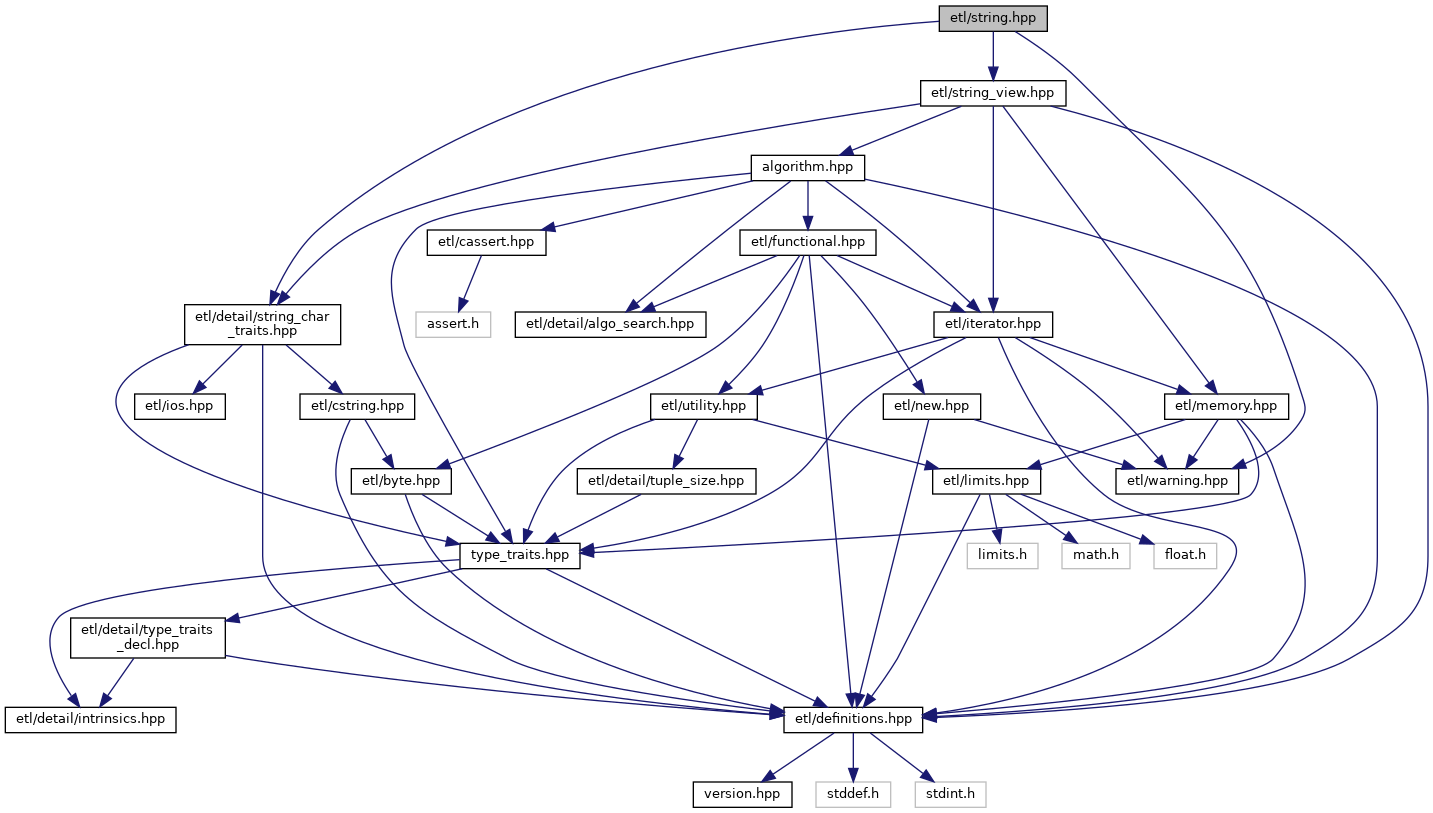 etl/string.hpp
etl/string_view.hpp
algorithm.hpp
etl/cassert.hpp
etl/functional.hpp
etl/detail/string_char
_traits.hpp
assert.h
etl/detail/algo_search.hpp
etl/iterator.hpp
etl/ios.hpp
etl/cstring.hpp
etl/utility.hpp
etl/new.hpp
etl/memory.hpp
etl/byte.hpp
etl/detail/tuple_size.hpp
etl/limits.hpp
etl/warning.hpp
type_traits.hpp
limits.h
math.h
float.h
etl/detail/type_traits
_decl.hpp
etl/detail/intrinsics.hpp
etl/definitions.hpp
version.hpp
stddef.h
stdint.h